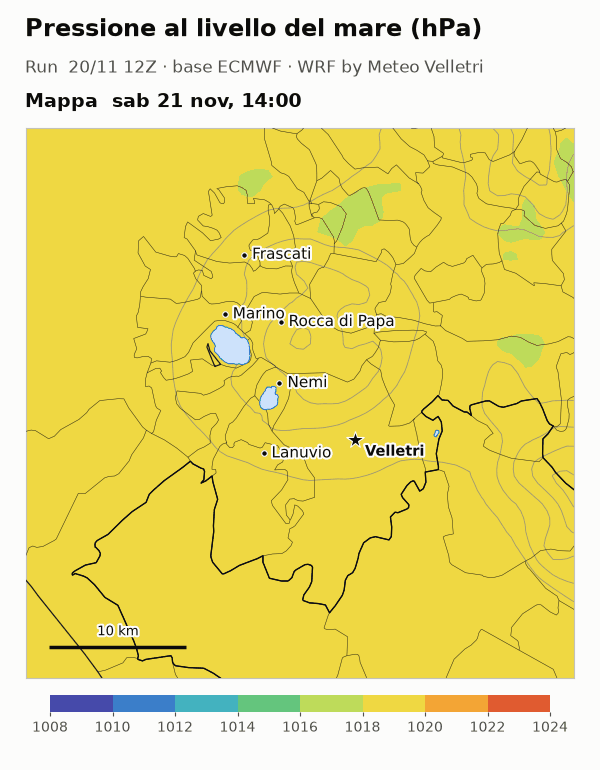 Pressione al livello del mare (hPa)
Run  20/11 12Z · base ECMWF · WRF by Meteo Velletri
Mappa  sab 21 nov, 14:00
Frascati
Marino
Rocca di Papa
Nemi
Velletri
Lanuvio
10 km
1008 1010 1012 1014 1016 1018 1020 1022 1024